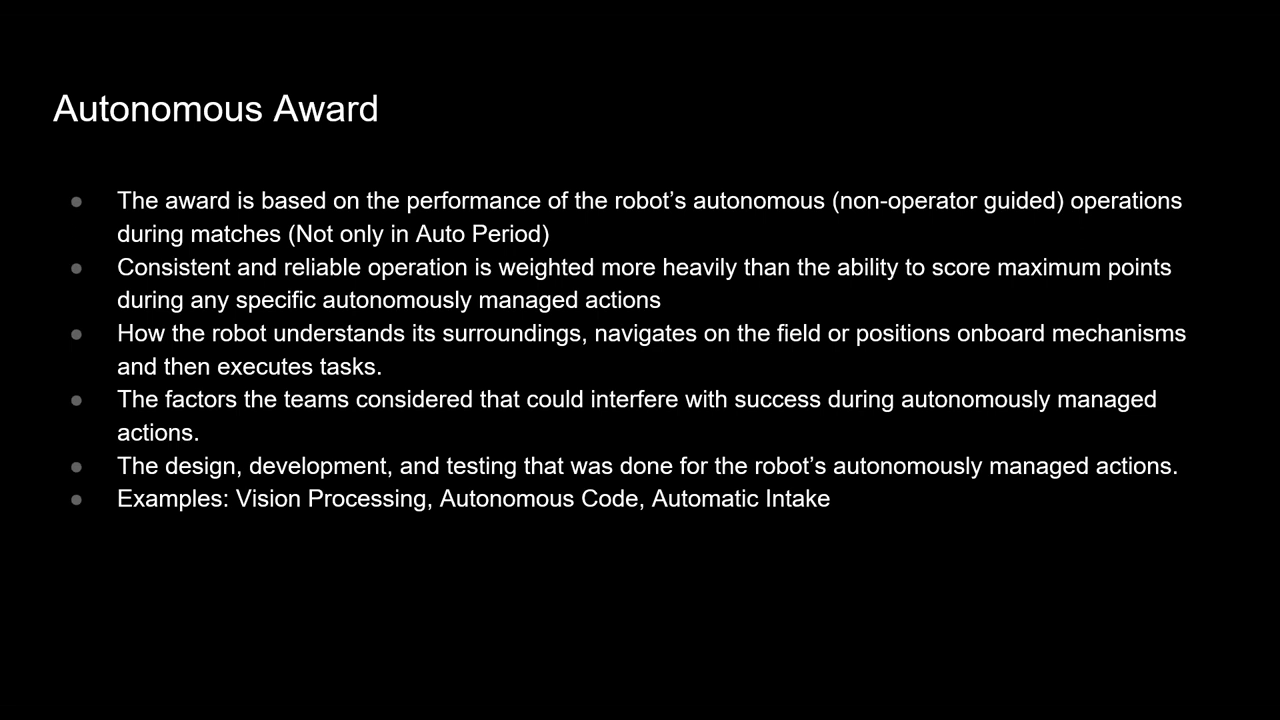 Autonomous Award
● The award is based on the performance of the robot’s autonomous (non-operator guided) operations
during matches (Not only in Auto Period)
● Consistent and reliable operation is weighted more heavily than the ability to score maximum points
during any specific autonomously managed actions
● How the robot understands its surroundings, navigates on the field or positions onboard mechanisms
and then executes tasks.
● The factors the teams considered that could interfere with success during autonomously managed
actions.
● The design, development, and testing that was done for the robot’s autonomously managed actions.
● Examples: Vision Processing, Autonomous Code, Automatic Intake